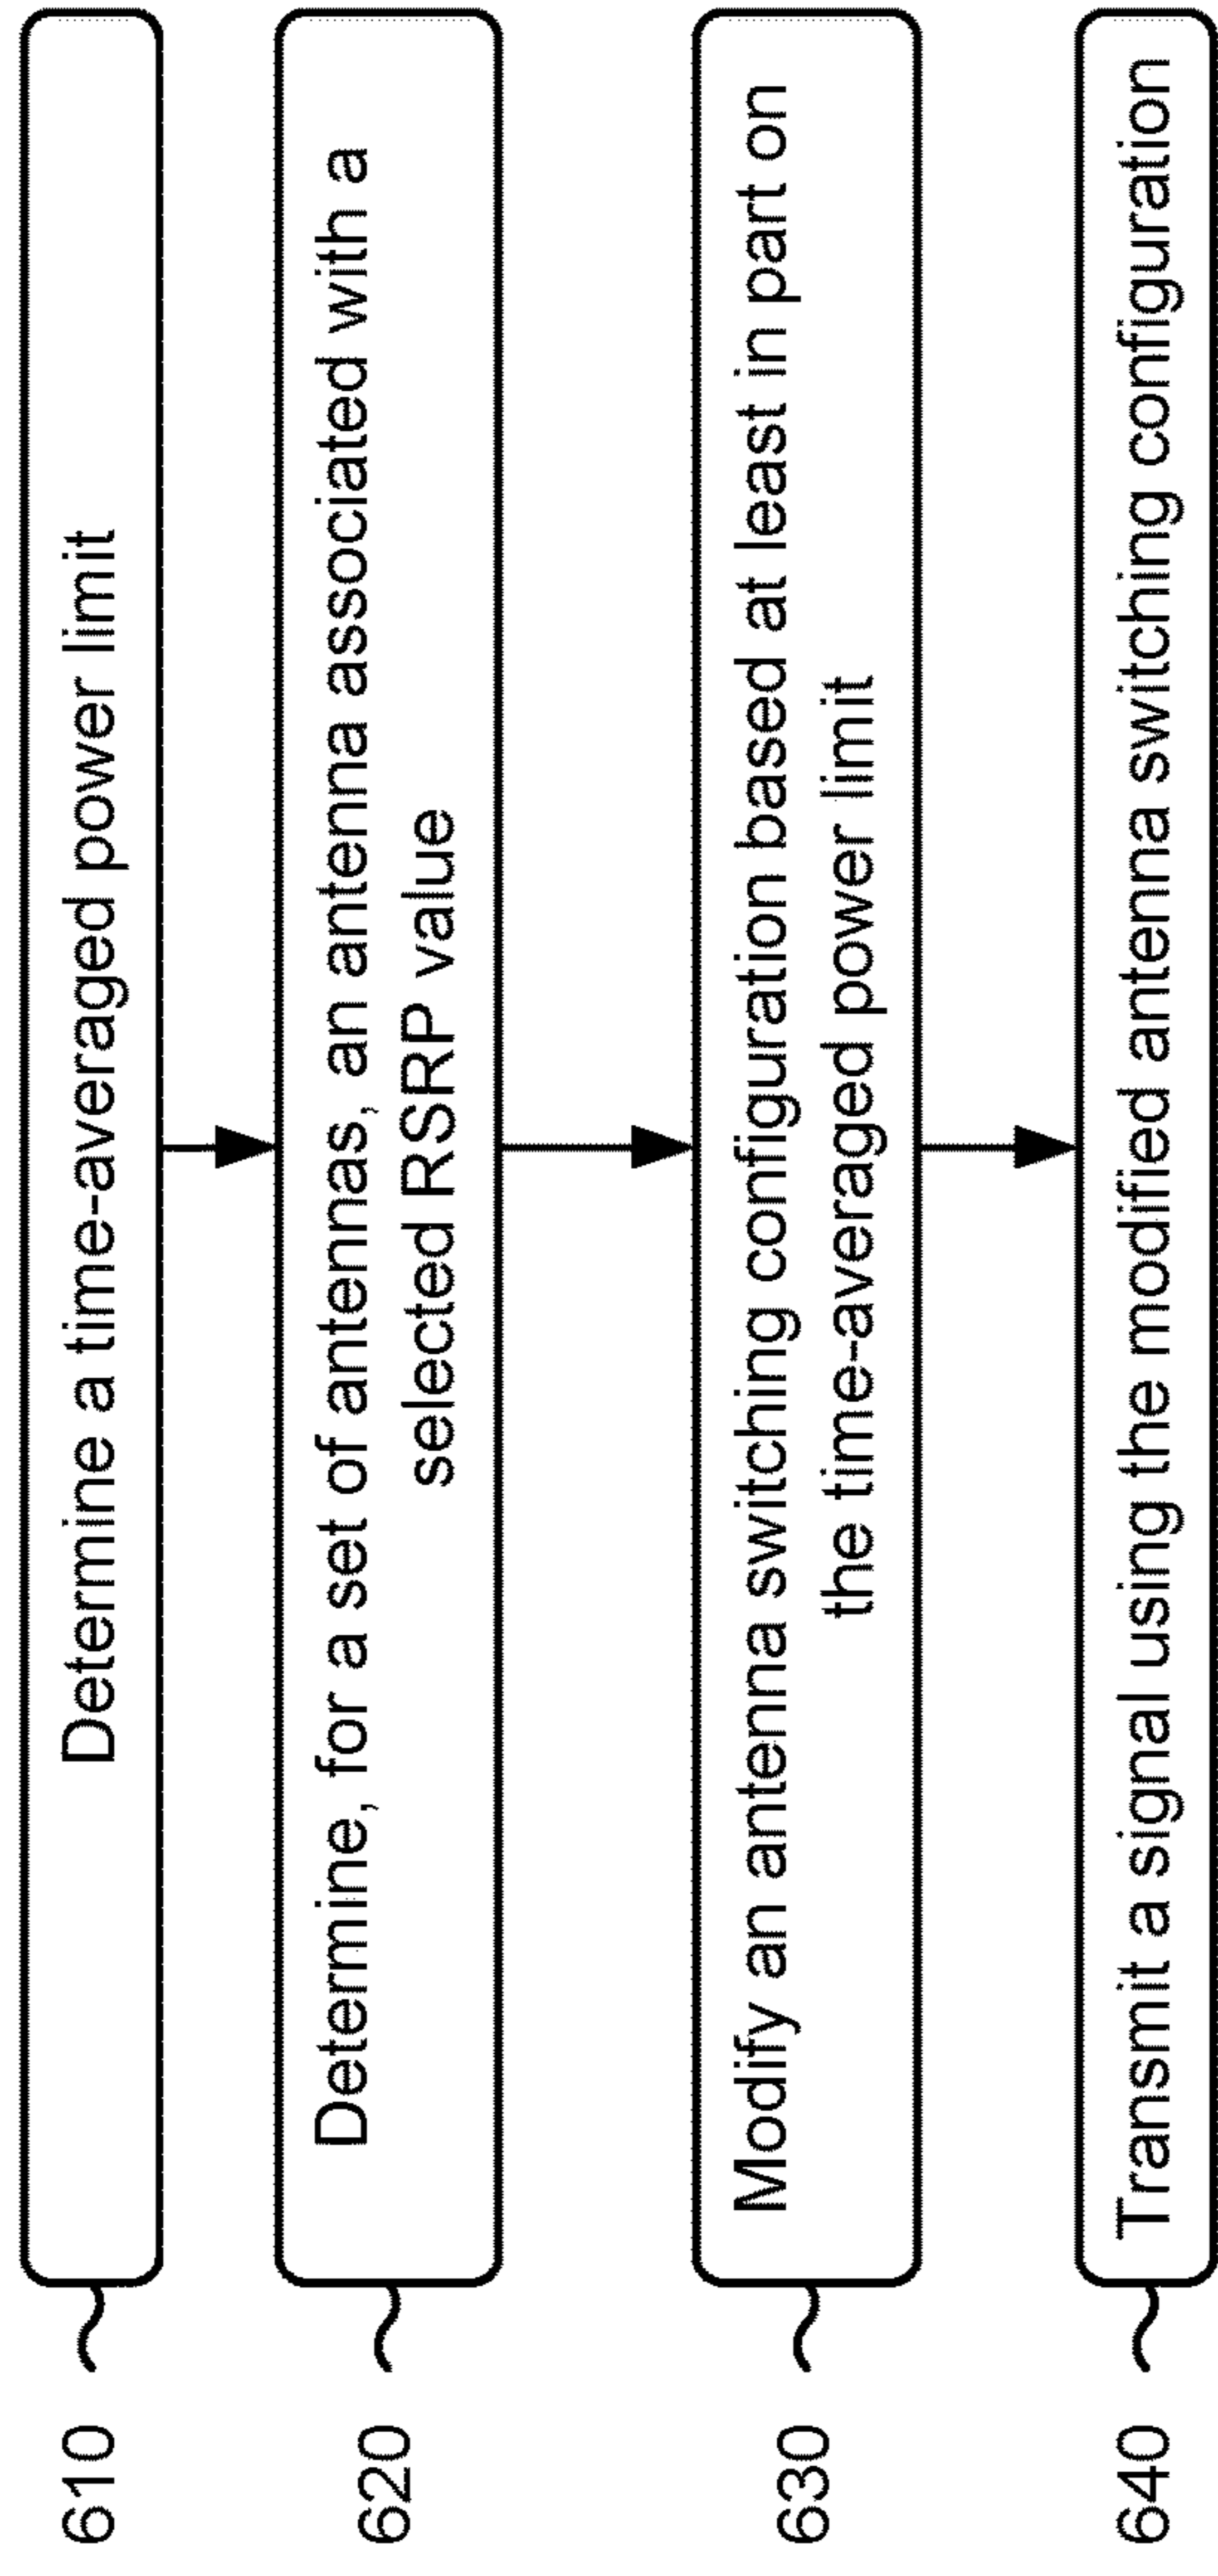 610
Determine a time-averaged power limit
620
Determine, for a set of antennas, an antenna associated with a
selected RSRP value
630
Modify an antenna switching configuration based at least in part on
the time-averaged power limit
640
Transmit a signal using the modified antenna switching configuration